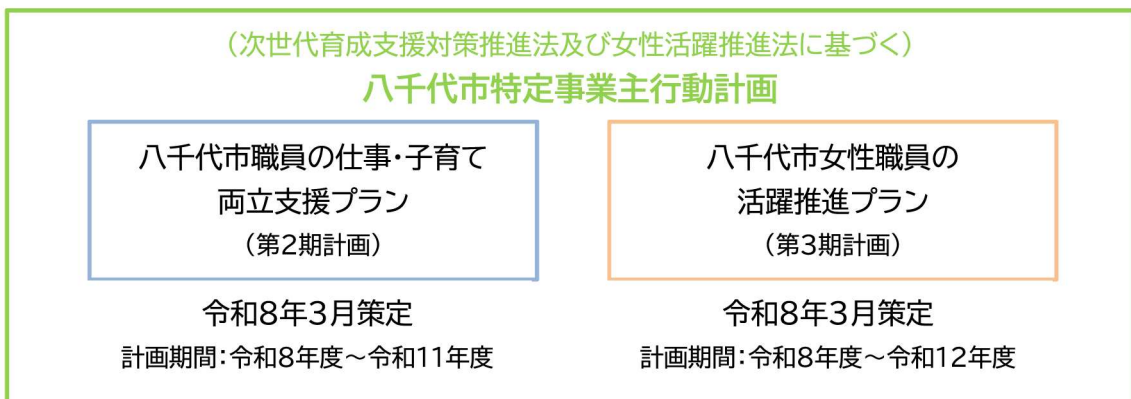 (次世代育成支援対策推進法及び女性活躍推進法に基づく)
八千代市特定事業主行動計画
八千代市職員の仕事・子育て
両立支援プラン
(第2期計画)
令和8年3月策定
計画期間:令和8年度~令和11年度
八千代市女性職員の
活躍推進プラン
(第3期計画)
令和8年3月策定
計画期間:令和8年度~令和12年度